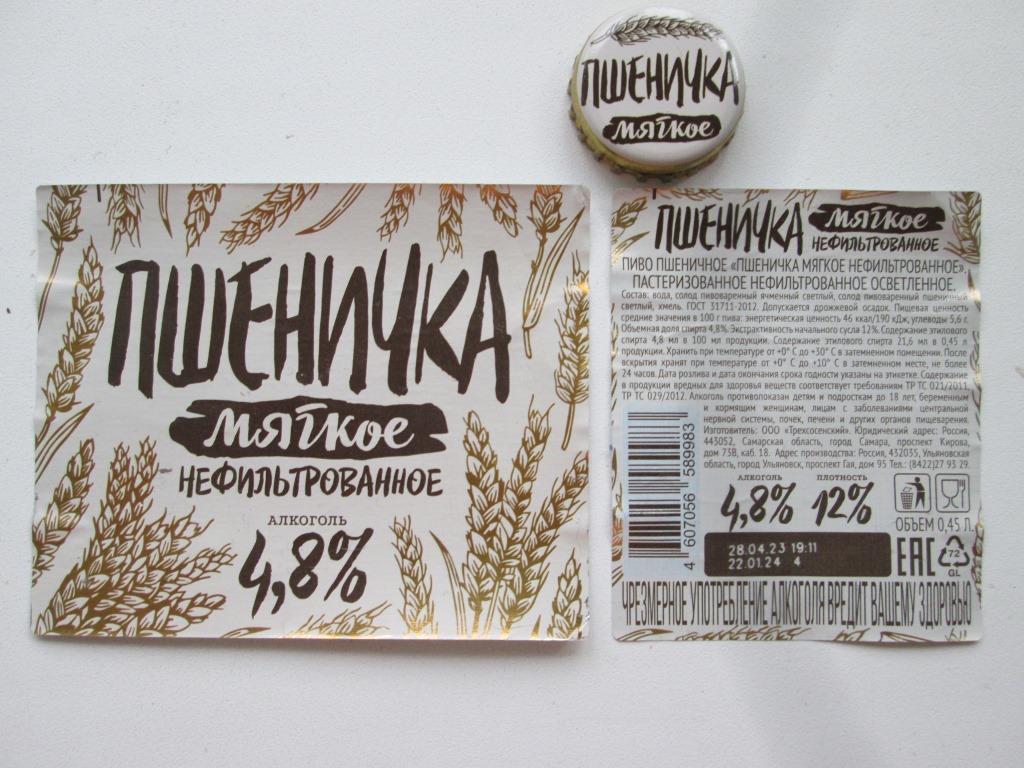 ПШЕНИЧКА
мягкое
ПШЕНИЧКА
мягкое
НЕФИЛЬТРОВАННОЕ
АЛКОГОЛЬ
4,8%
ПШЕНИЧКА мягкое
НЕФИЛЬТРОВАННОЕ
ПИВО ПШЕНИЧНОЕ «ПШЕНИЧКА МЯГКОЕ НЕФИЛЬТРОВАННОЕ»,
ПАСТЕРИЗОВАННОЕ НЕФИЛЬТРОВАННОЕ ОСВЕТЛЕННОЕ.
Состав: вода, солод пивоваренный ячменный светлый, солод пивоваренный пшеничный
светлый, хмель. ГОСТ 31711-2012. Допускается дрожжевой осадок. Пищевая ценность
средние значения в 100 г пива: энергетическая ценность 46 ккал/190 кДж, углеводы 5,6 г.
Объемная доля спирта 4,8%. Экстрактивность начального сусла 12%. Содержание этилового
спирта 4,8 мл в 100 мл продукции. Содержание этилового спирта 21,6 мл в 0,45 л
продукции. Хранить при температуре от +0° С до +30° С в затемненном помещении. После
вскрытия хранят при температуре от +0° С до +10° С в затемненном месте, не более
24 часов. Дата розлива и дата окончания срока годности указаны на этикетке. Содержание
в продукции вредных для здоровья веществ соответствует требованиям ТР ТС 021/2011,
ТР ТС 029/2012. Алкоголь противопоказан детям и подросткам до 18 лет, беременным
и кормящим женщинам, лицам с заболеваниями центральной
нервной системы, почек, печени и других органов пищеварения.
Изготовитель: ООО «Трехсосенский». Юридический адрес: Россия,
443052, Самарская область, город Самара, проспект Кирова,
дом 73В, каб. 18. Адрес производства: Россия, 432035, Ульяновская
область, город Ульяновск, проспект Гая, дом 95 Тел.: (8422)27 93 29.
4 607056 589983
АЛКОГОЛЬ ПЛОТНОСТЬ
4,8% 12%
ОБЪЕМ 0,45 Л.
28.04.23 19:11
22.01.24 4
ЕАС
72
GL
ЧРЕЗМЕРНОЕ УПОТРЕБЛЕНИЕ АЛКОГОЛЯ ВРЕДИТ ВАШЕМУ ЗДОРОВЬЮ